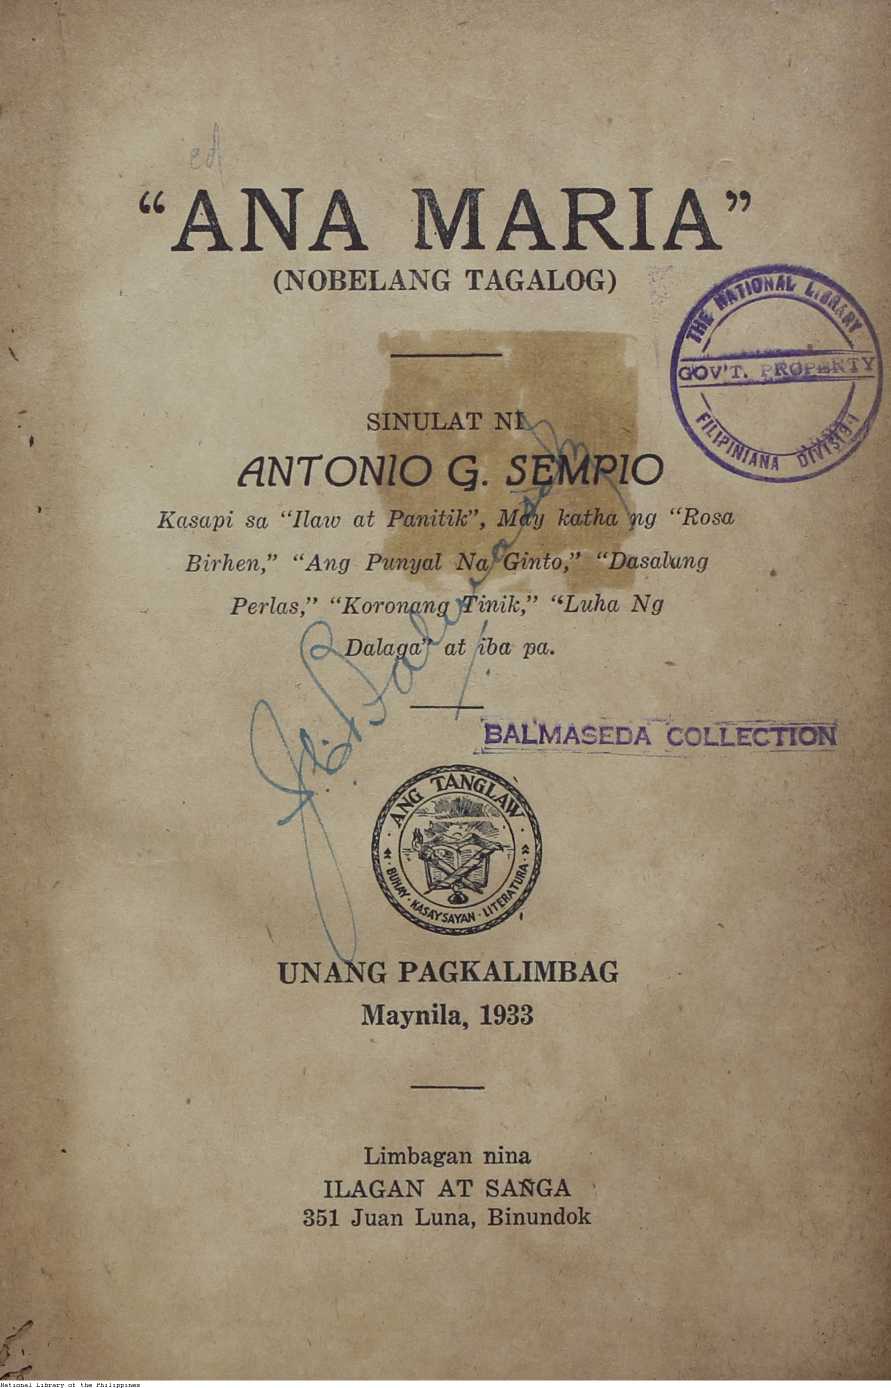 “ANA MARIA”
(NOBELANG TAGALOG)
THE NATIONAL LIBRARY
GOV'T. PROPERTY
FILIPINIANA DIVISION
SINULAT NI
ANTONIO G. SEMPIO
Kasapi sa “Ilaw at Panitik”, May katha ng “Rosa
Birhen,” “Ang Punyal Na Ginto,” “Dasalang
Perlas,” “Koronang Tinik,” “Luha Ng
Dalaga” at iba pa.
BALMASEDA COLLECTION
ANG TANGLAW
BUHAY · KASAYSAYAN · LITERATURA
UNANG PAGKALIMBAG
Maynila, 1933
Limbagan nina
ILAGAN AT SAÑGA
351 Juan Luna, Binundok
National Library of the Philippines